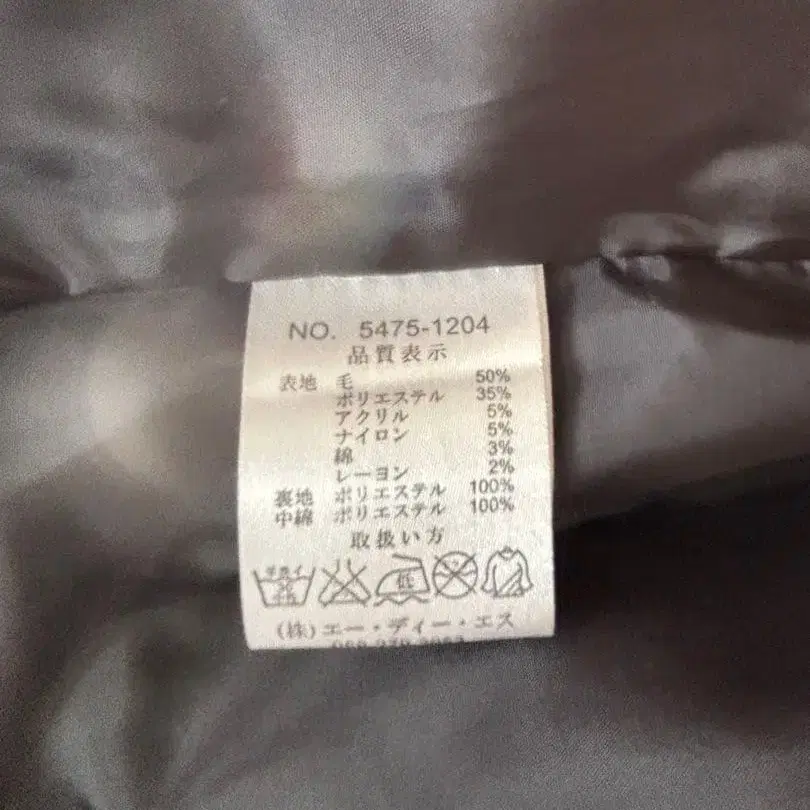 NO. 5475-1204
品質表示
表地 毛 50%
ポリエステル 35%
アクリル 5%
ナイロン 5%
綿 3%
レーヨン 2%
裏地 ポリエステル 100%
中綿 ポリエステル 100%
取扱い方
低
(株)エー・ディー・エス